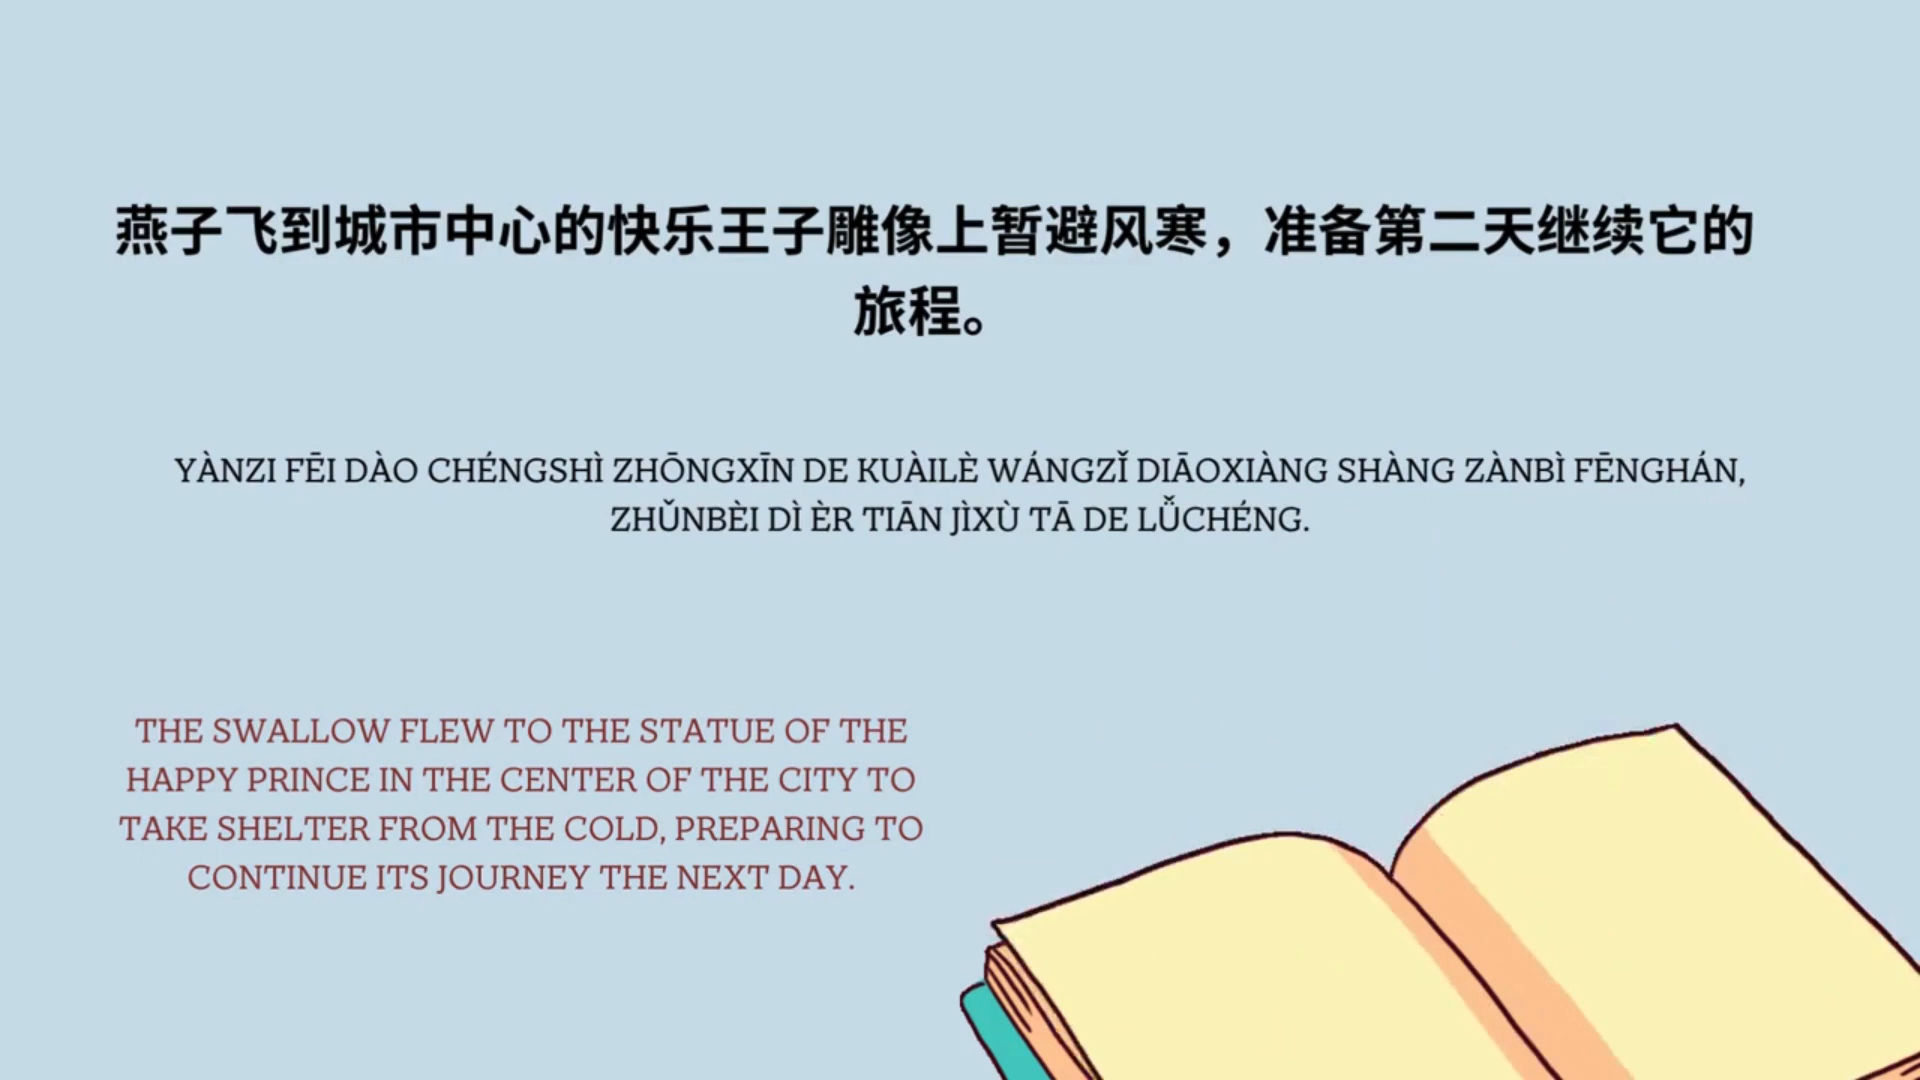 燕子飞到城市中心的快乐王子雕像上暂避风寒，准备第二天继续它的
旅程。
YÀNZI FĒI DÀO CHÉNGSHÌ ZHŌNGXĪN DE KUÀILÈ WÁNGZǏ DIĀOXIÀNG SHÀNG ZÀNBÌ FĒNGHÁN,
ZHǓNBÈI DÌ ÈR TIĀN JÌXÙ TĀ DE LǙCHÉNG.
THE SWALLOW FLEW TO THE STATUE OF THE
HAPPY PRINCE IN THE CENTER OF THE CITY TO
TAKE SHELTER FROM THE COLD, PREPARING TO
CONTINUE ITS JOURNEY THE NEXT DAY.